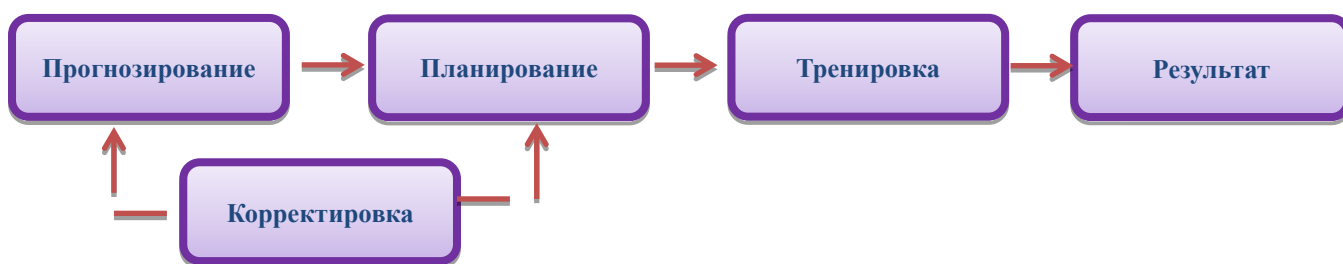 Прогнозирование
Планирование
Тренировка
Результат
Корректировка